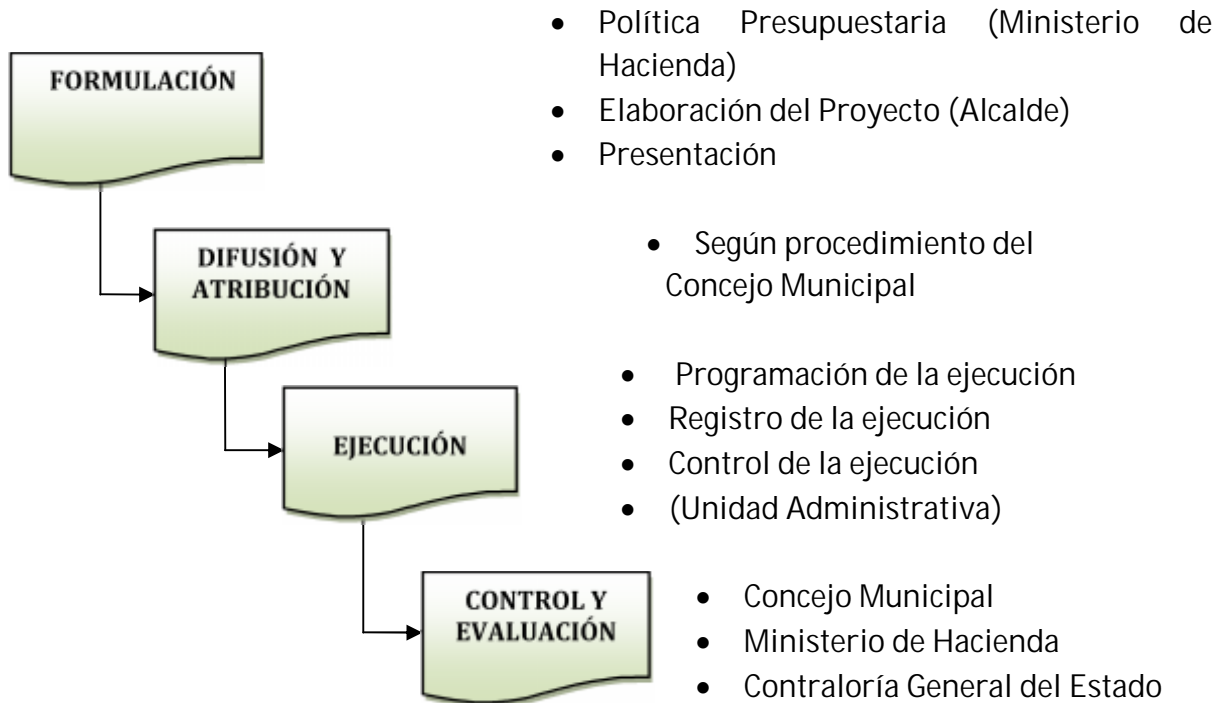 FORMULACIÓN
• Política Presupuestaria (Ministerio de
Hacienda)
• Elaboración del Proyecto (Alcalde)
• Presentación
DIFUSIÓN Y
ATRIBUCIÓN
• Según procedimiento del
Concejo Municipal
EJECUCIÓN
• Programación de la ejecución
• Registro de la ejecución
• Control de la ejecución
• (Unidad Administrativa)
CONTROL Y
EVALUACIÓN
• Concejo Municipal
• Ministerio de Hacienda
• Contraloría General del Estado